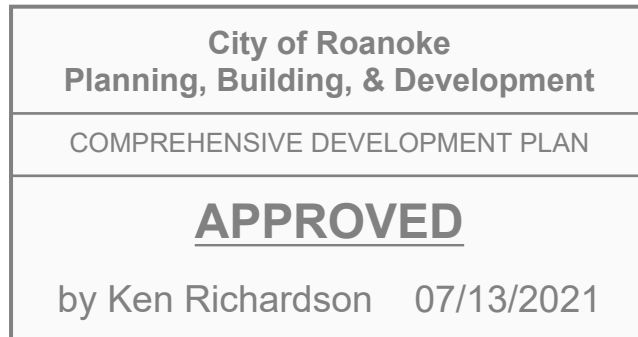 City of Roanoke
Planning, Building, & Development
COMPREHENSIVE DEVELOPMENT PLAN
APPROVED
by Ken Richardson 07/13/2021